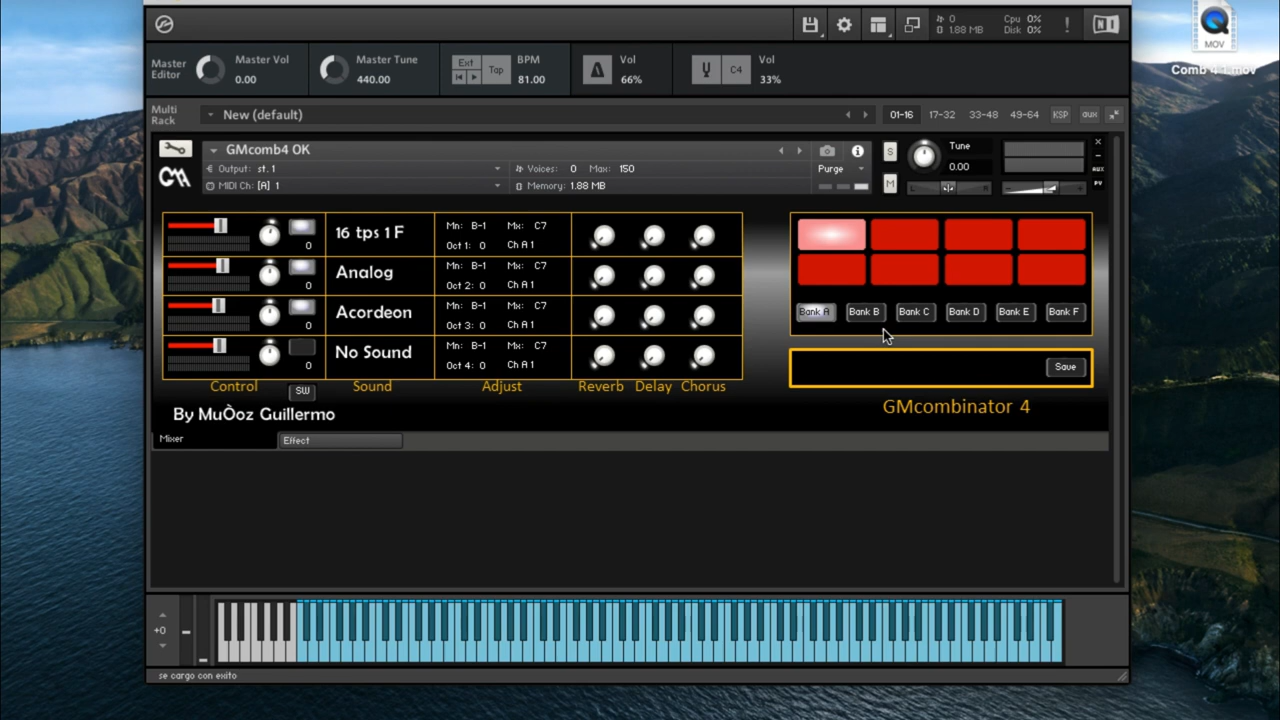 0
1.88 MB
Cpu 0%
Disk 0%
!
MOV
Comb 4 1.mov
Master
Editor
Master Vol
0.00
Master Tune
440.00
Ext
Tap
BPM
81.00
Vol
66%
C4
Vol
33%
Multi
Rack
New (default)
01-16 17-32 33-48 49-64 KSP aux
GMcomb4 OK
Output: st.1
Voices: 0 Max: 150
Purge
MIDI Ch: [A] 1
Memory: 1.88 MB
S
M
Tune
0.00
L R
AUX
PV
0
16 tps 1 F
Mn: B-1 Mx: C7
Oct 1: 0 Ch A 1
0
Analog
Mn: B-1 Mx: C7
Oct 2: 0 Ch A 1
0
Acordeon
Mn: B-1 Mx: C7
Oct 3: 0 Ch A 1
0
No Sound
Mn: B-1 Mx: C7
Oct 4: 0 Ch A 1
Control SW Sound Adjust Reverb Delay Chorus
Bank A Bank B Bank C Bank D Bank E Bank F
Save
GMcombinator 4
By MuÒoz Guillermo
Mixer
Effect
+0
se cargo con exito